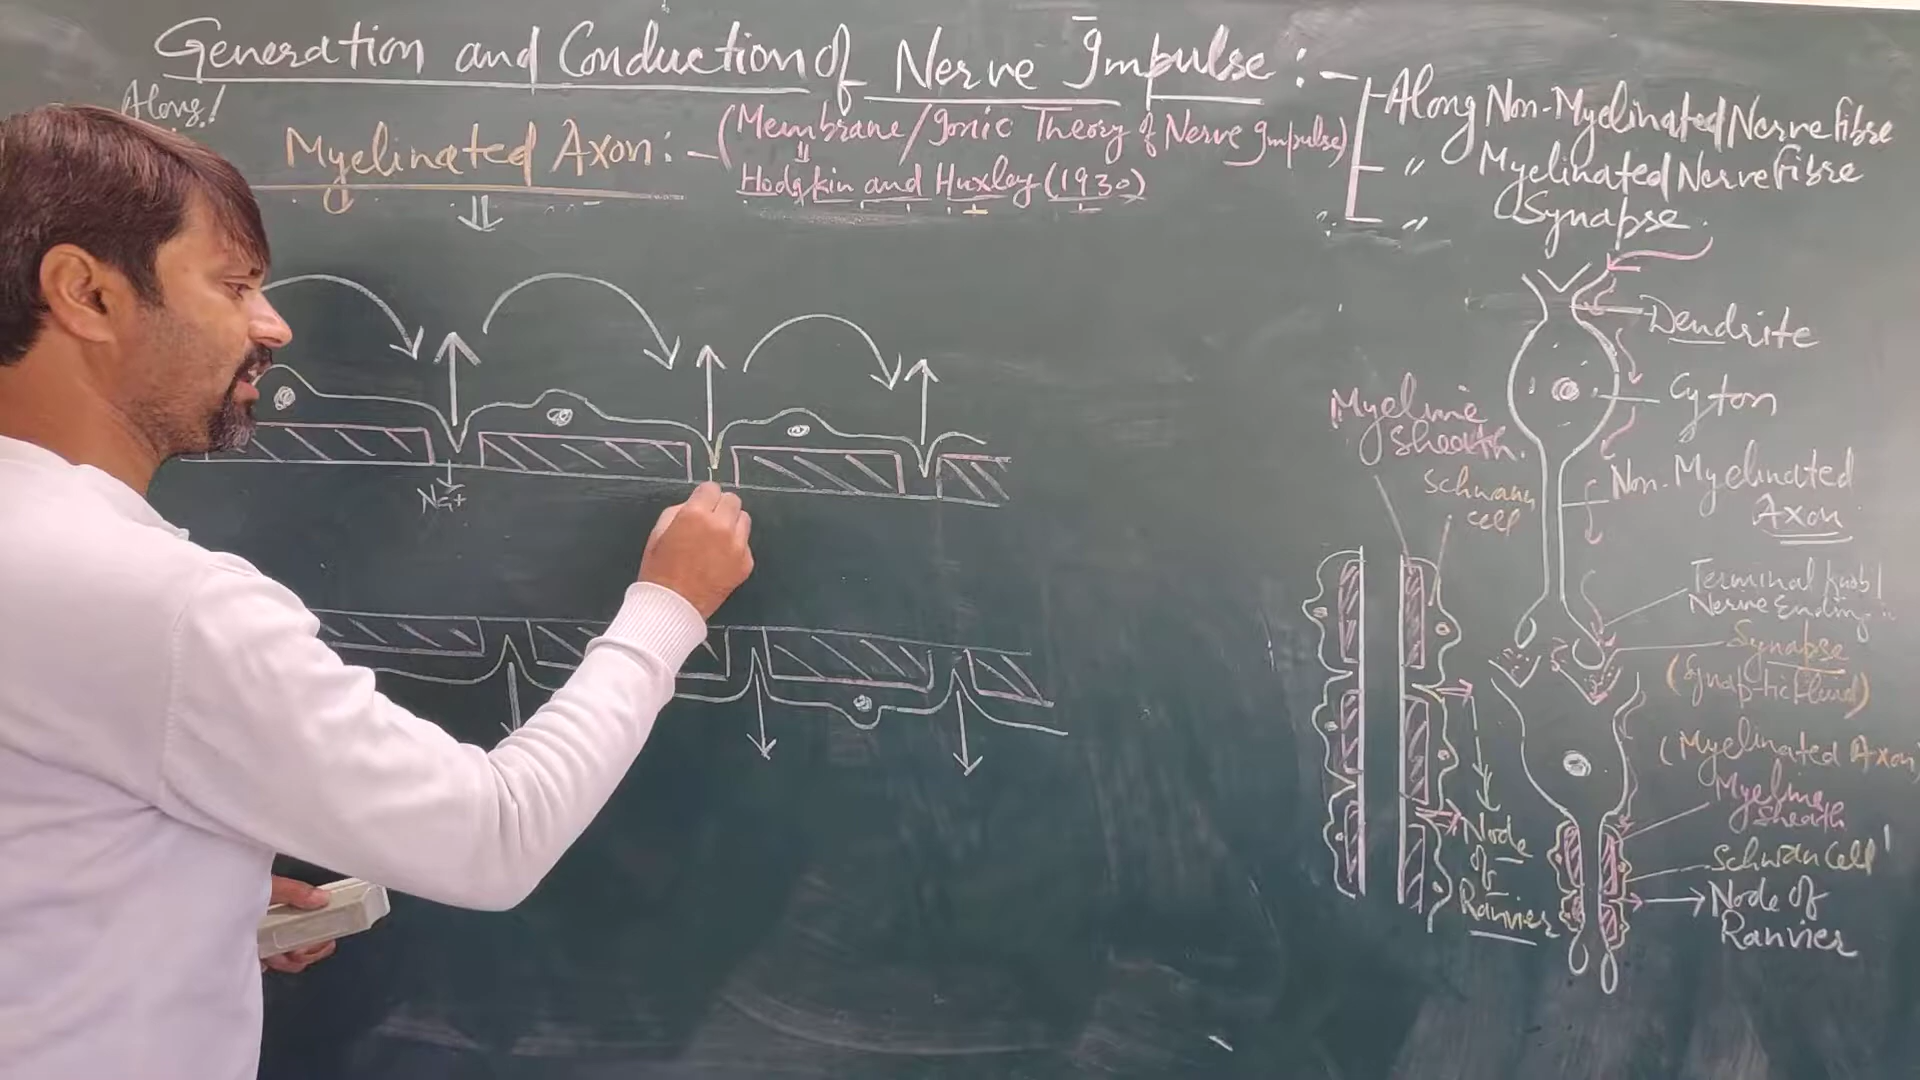 Generation and Conduction of Nerve Impulse :-
Along Non-Myelinated Nerve fibre
" Myelinated Nerve Fibre
" Synapse.
Along!
Myelinated Axon :-
(Membrane/Ionic Theory of Nerve Impulse)
Hodgkin and Huxley (1930)
Na+
Myeline
Sheath.
Schwann
cell
Node
of
Ranvier
Dendrite
Cyton
Non-Myelinated
Axon
Terminal knob/
Nerve Ending
Synapse
(Synaptic fluid)
(Myelinated Axon)
Myeline
Sheath
Schwan Cell
Node of
Ranvier